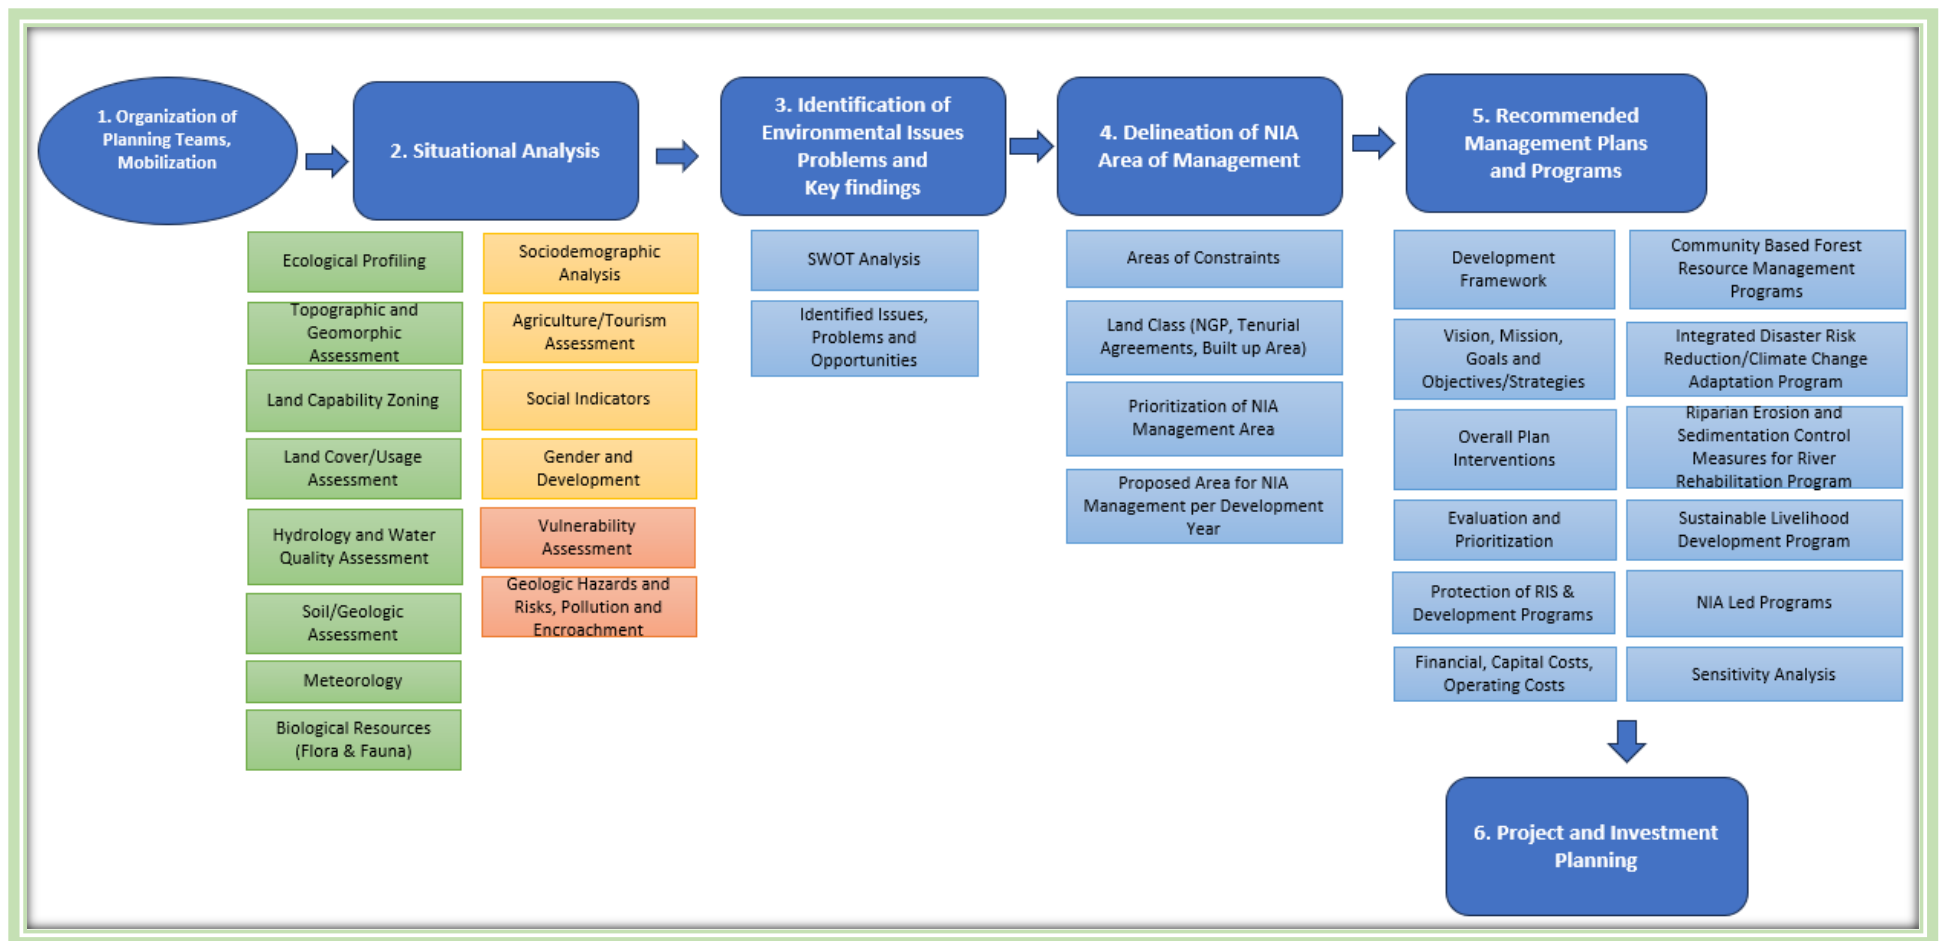 1. Organization of
Planning Teams,
Mobilization
2. Situational Analysis
3. Identification of
Environmental Issues
Problems and
Key findings
4. Delineation of NIA
Area of Management
5. Recommended
Management Plans
and Programs
Ecological Profiling
Topographic and
Geomorphic
Assessment
Land Capability Zoning
Land Cover/Usage
Assessment
Hydrology and Water
Quality Assessment
Soil/Geologic
Assessment
Meteorology
Biological Resources
(Flora & Fauna)
Sociodemographic
Analysis
Agriculture/Tourism
Assessment
Social Indicators
Gender and
Development
Vulnerability
Assessment
Geologic Hazards and
Risks, Pollution and
Encroachment
SWOT Analysis
Identified Issues,
Problems and
Opportunities
Areas of Constraints
Land Class (NGP, Tenurial
Agreements, Built up Area)
Prioritization of NIA
Management Area
Proposed Area for NIA
Management per Development
Year
Development
Framework
Vision, Mission,
Goals and
Objectives/Strategies
Overall Plan
Interventions
Evaluation and
Prioritization
Protection of RIS &
Development Programs
Financial, Capital Costs,
Operating Costs
Community Based Forest
Resource Management
Programs
Integrated Disaster Risk
Reduction/Climate Change
Adaptation Program
Riparian Erosion and
Sedimentation Control
Measures for River
Rehabilitation Program
Sustainable Livelihood
Development Program
NIA Led Programs
Sensitivity Analysis
6. Project and Investment
Planning